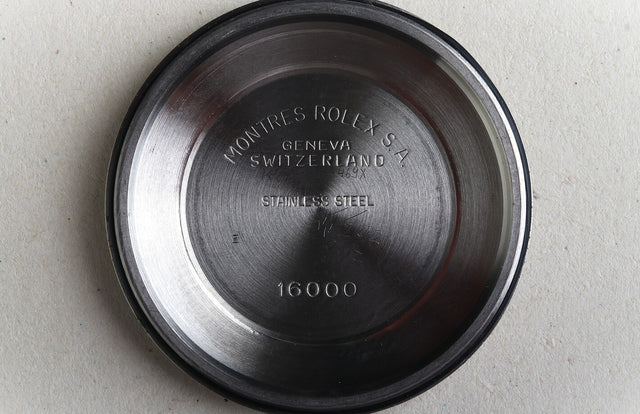 MONTRES ROLEX S.A.
GENEVA
SWITZERLAND
STAINLESS STEEL
16000